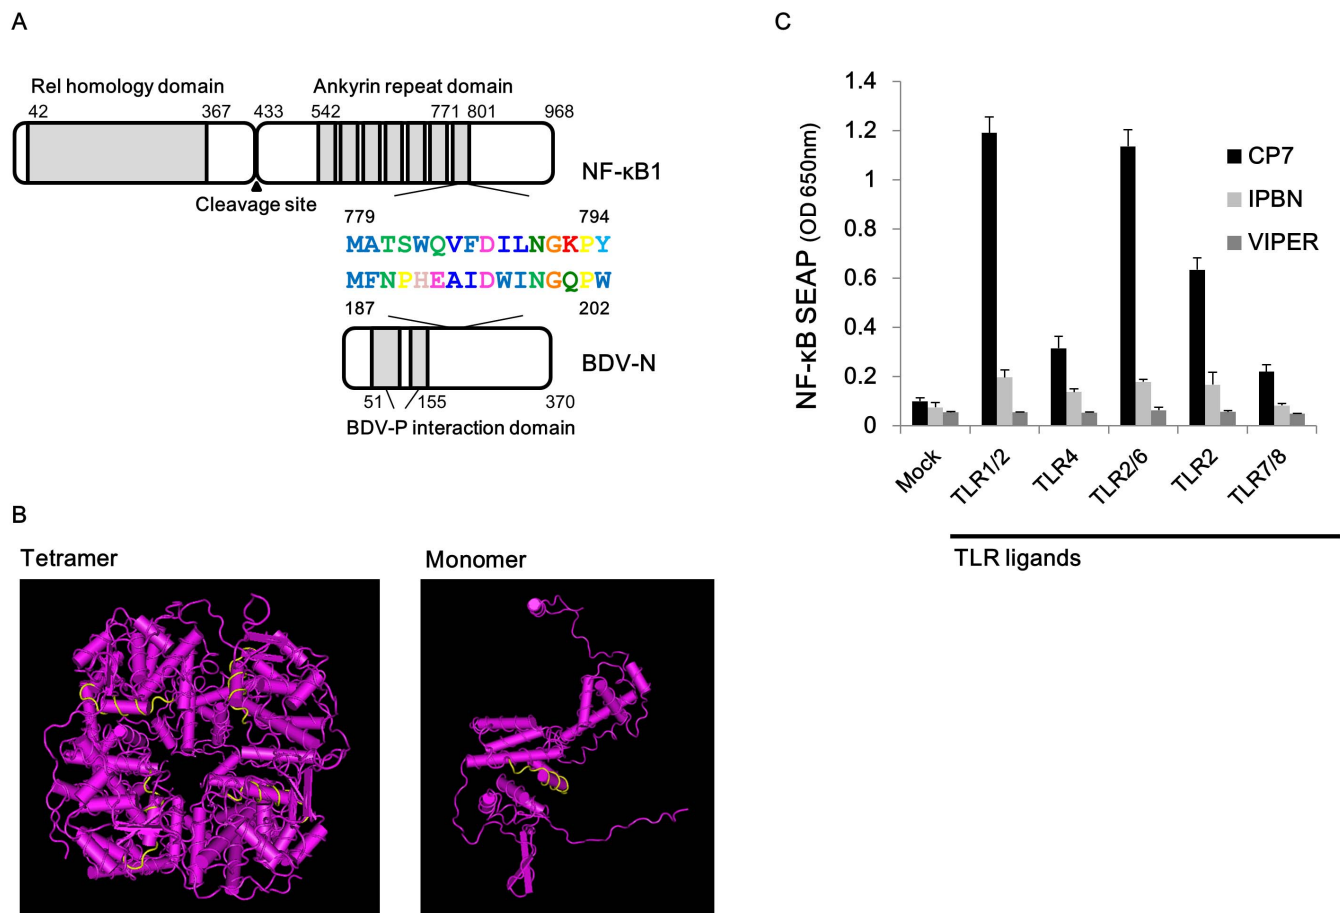 A
Rel homology domain
Ankyrin repeat domain
42 367 433 542 771 801 968
NF-κB1
Cleavage site
779 794
MATSWQVFDILNGKPY
MFNPHEAIDWINGQPW
187 202
BDV-N
51 155 370
BDV-P interaction domain
B
Tetramer
Monomer
C
NF-κB SEAP (OD 650nm)
1.4
1.2
1
0.8
0.6
0.4
0.2
0
CP7
IPBN
VIPER
Mock
TLR1/2
TLR4
TLR2/6
TLR2
TLR7/8
TLR ligands